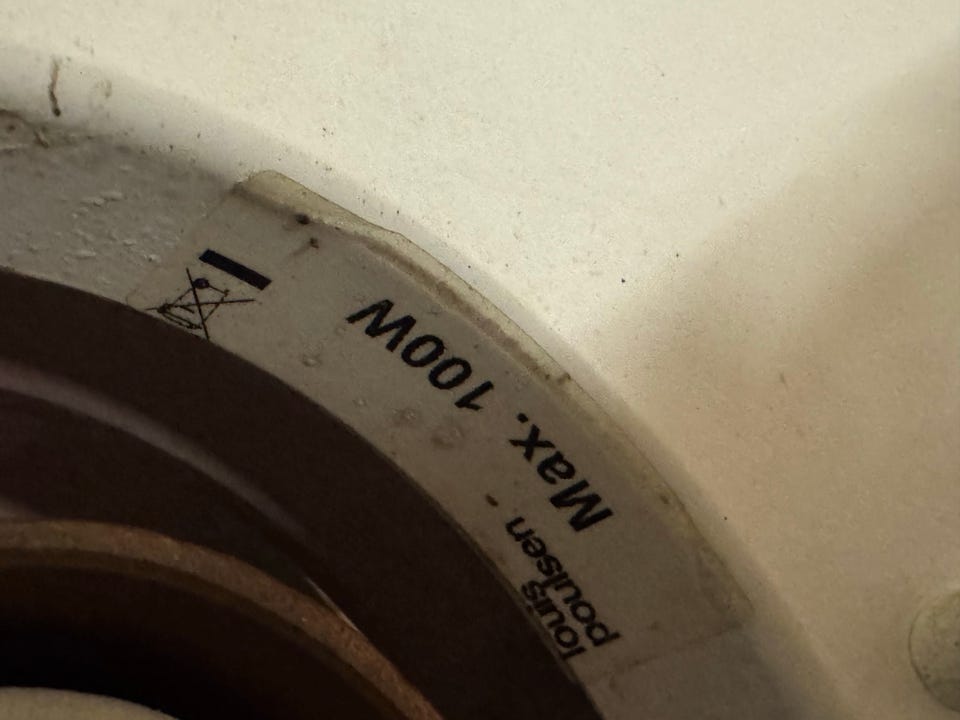 louis
poulsen
Max. 100W